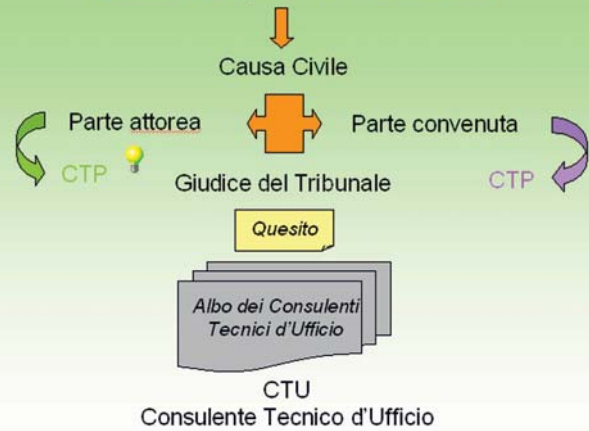 Causa Civile
Parte attorea
Parte convenuta
CTP
CTP
Giudice del Tribunale
Quesito
Albo dei Consulenti
Tecnici d'Ufficio
CTU
Consulente Tecnico d'Ufficio